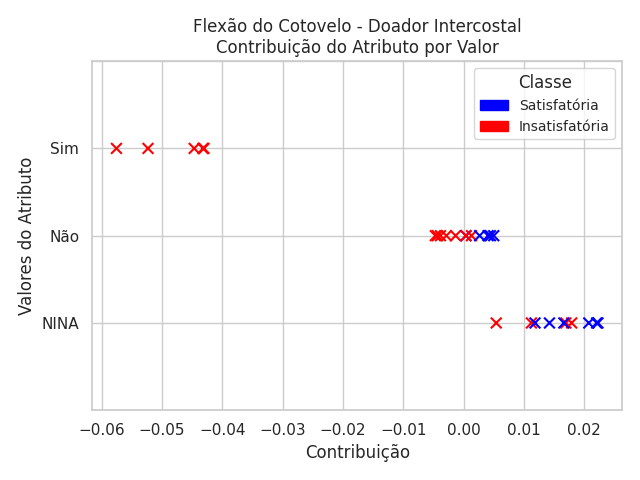 Flexão do Cotovelo - Doador Intercostal
Contribuição do Atributo por Valor
Classe
Satisfatória
Insatisfatória
Valores do Atributo
Sim
Não
NINA
−0.06 −0.05 −0.04 −0.03 −0.02 −0.01 0.00 0.01 0.02
Contribuição